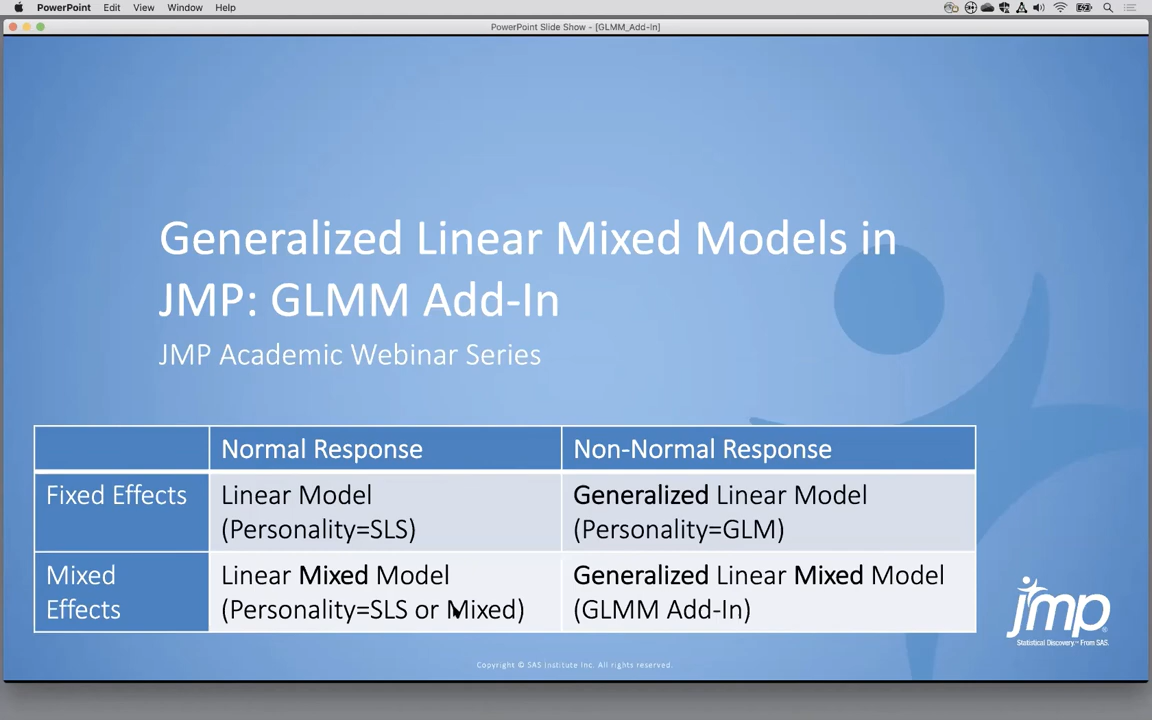 PowerPoint Edit View Window Help
PowerPoint Slide Show - [GLMM_Add-In]
Generalized Linear Mixed Models in
JMP: GLMM Add-In
JMP Academic Webinar Series
Normal Response Non-Normal Response
Fixed Effects Linear Model Generalized Linear Model
(Personality=SLS) (Personality=GLM)
Mixed Linear Mixed Model Generalized Linear Mixed Model
Effects (Personality=SLS or Mixed) (GLMM Add-In)
jmp
Statistical Discovery.™ From SAS.
Copyright © SAS Institute Inc. All rights reserved.